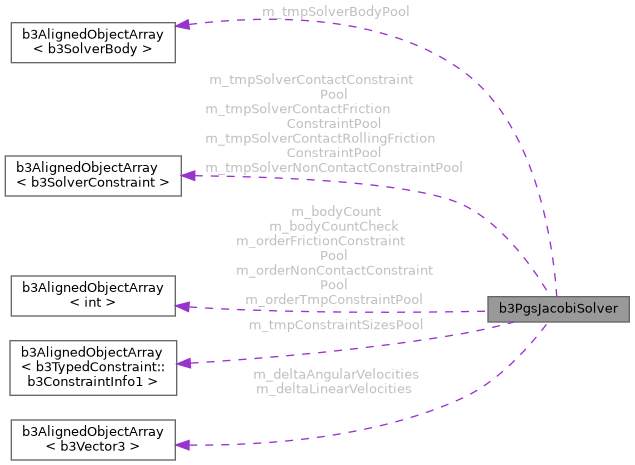 m_tmpSolverBodyPool
b3AlignedObjectArray
< b3SolverBody >
m_tmpSolverContactConstraint
Pool
m_tmpSolverContactFriction
ConstraintPool
m_tmpSolverContactRollingFriction
ConstraintPool
m_tmpSolverNonContactConstraintPool
b3AlignedObjectArray
< b3SolverConstraint >
m_bodyCount
m_bodyCountCheck
m_orderFrictionConstraint
Pool
m_orderNonContactConstraint
Pool
m_orderTmpConstraintPool
b3AlignedObjectArray
< int >
b3PgsJacobiSolver
m_tmpConstraintSizesPool
b3AlignedObjectArray
< b3TypedConstraint::
b3ConstraintInfo1 >
m_deltaAngularVelocities
m_deltaLinearVelocities
b3AlignedObjectArray
< b3Vector3 >